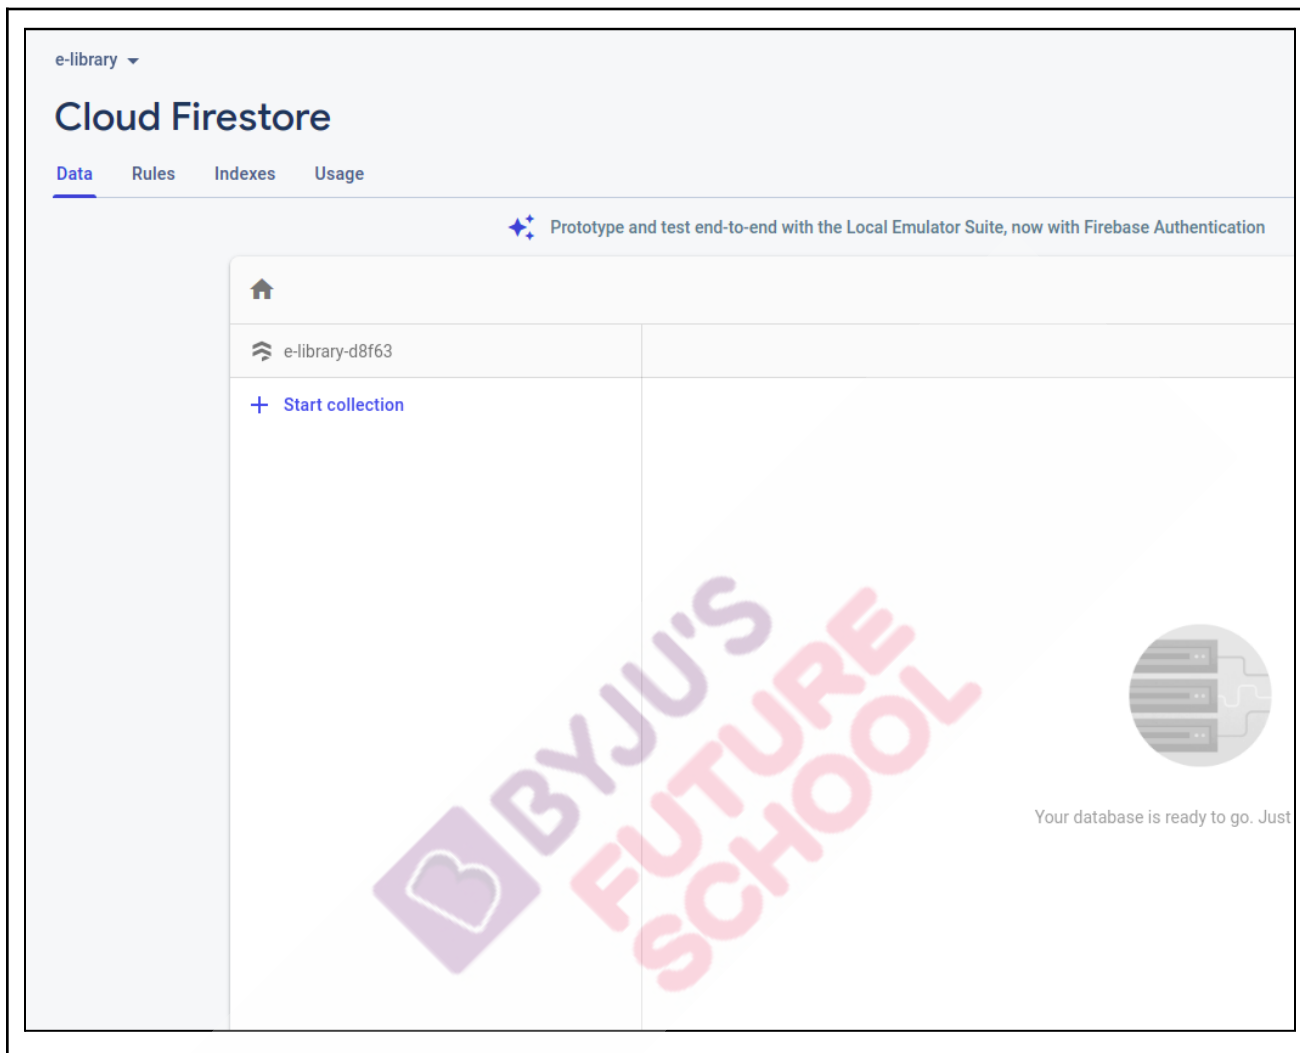 e-library
Cloud Firestore
Data Rules Indexes Usage
Prototype and test end-to-end with the Local Emulator Suite, now with Firebase Authentication
e-library-d8f63
+ Start collection
BYJU'S
FUTURE
SCHOOL
Your database is ready to go. Just